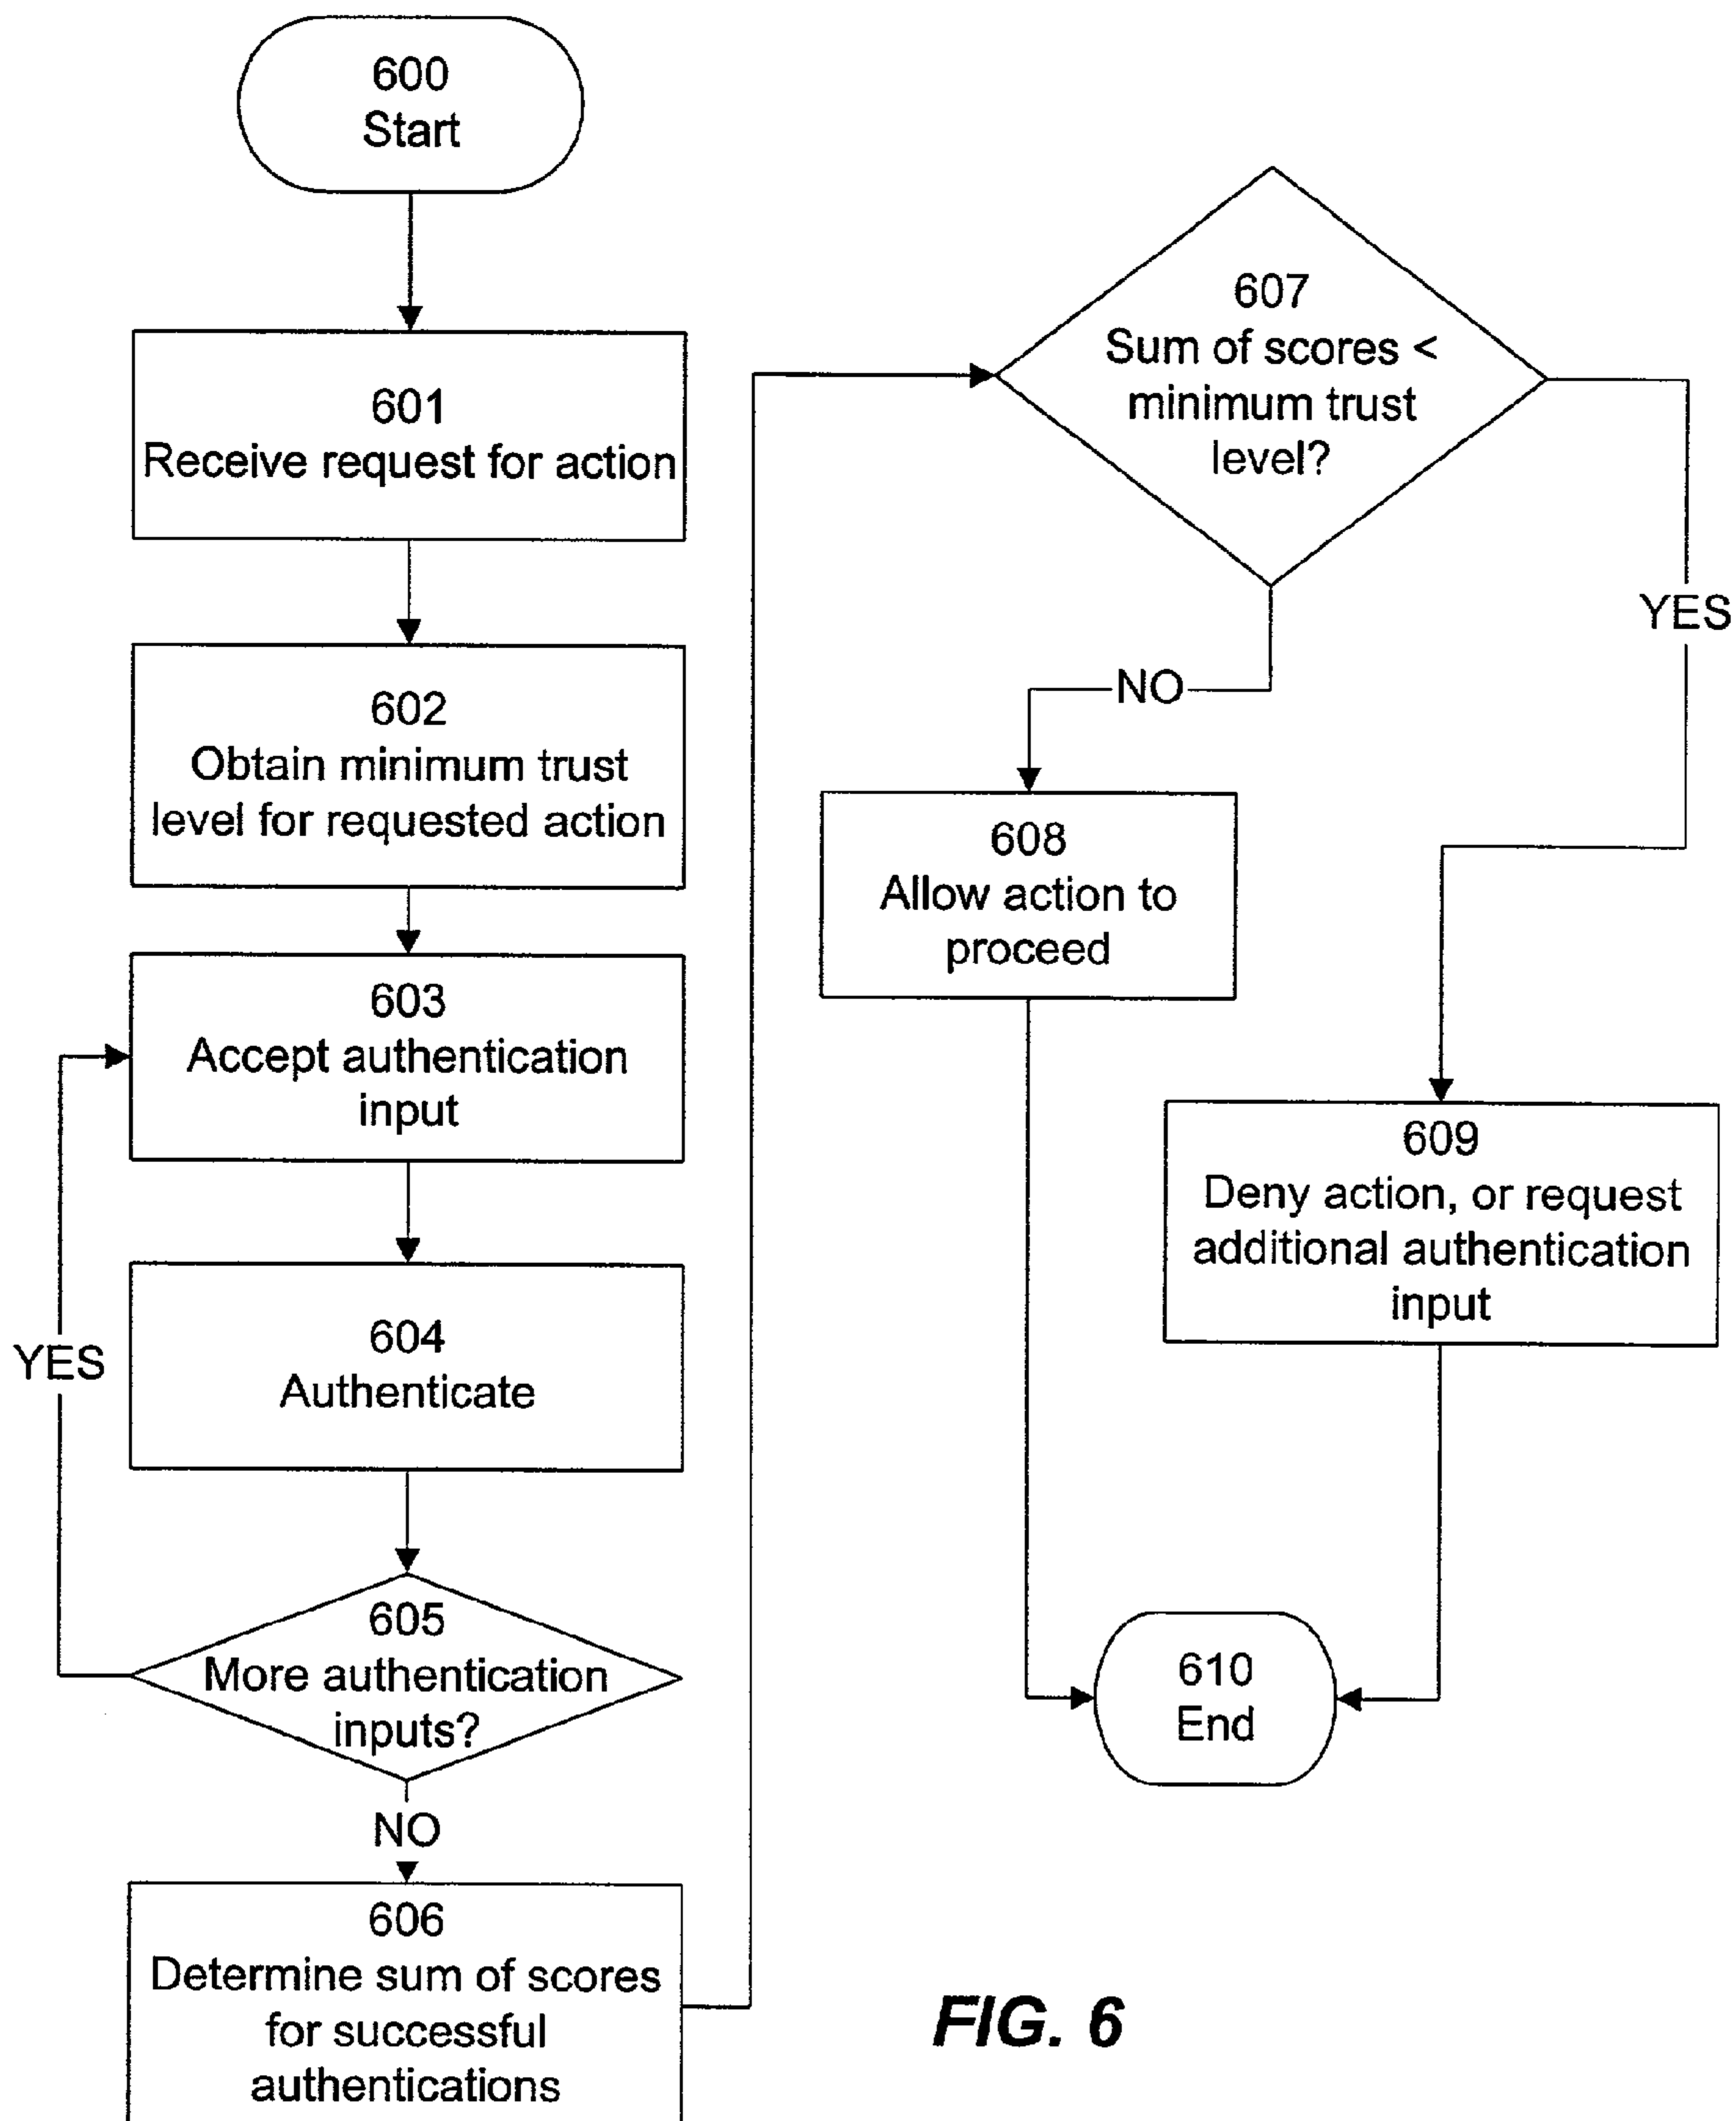 600
Start
601
Receive request for action
602
Obtain minimum trust
level for requested action
603
Accept authentication
input
604
Authenticate
YES
605
More authentication
inputs?
NO
606
Determine sum of scores
for successful
authentications
607
Sum of scores <
minimum trust
level?
YES
NO
608
Allow action to
proceed
609
Deny action, or request
additional authentication
input
610
End
FIG. 6